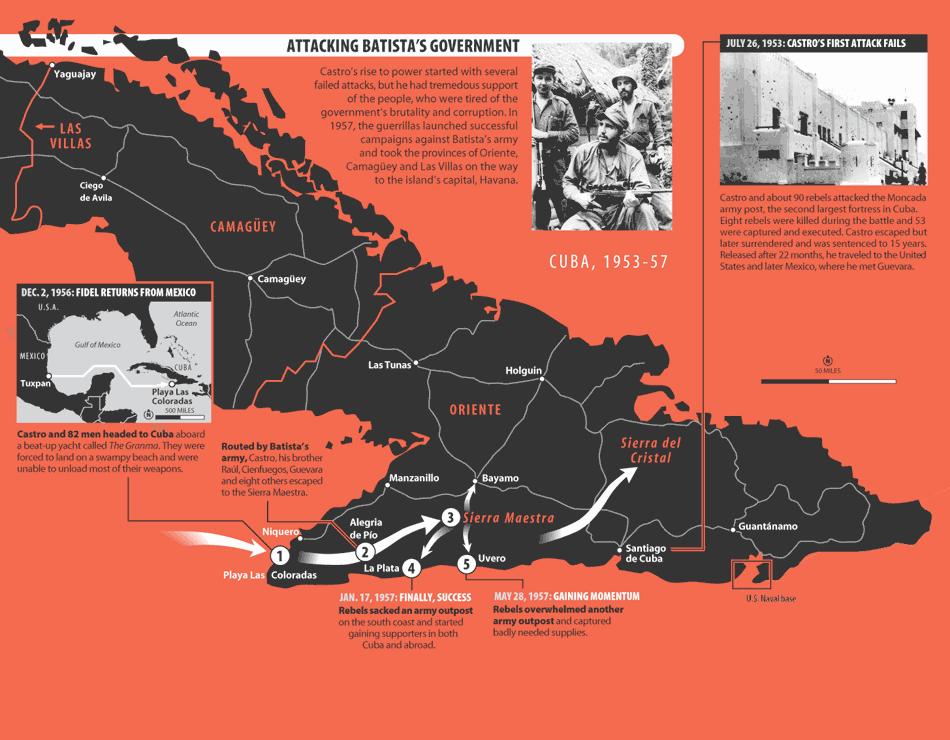 ATTACKING BATISTA'S GOVERNMENT
Castro's rise to power started with several
failed attacks, but he had tremedous support
of the people, who were tired of the
government's brutality and corruption. In
1957, the guerrillas launched successful
campaigns against Batista's army
and took the provinces of Oriente,
Camagüey and Las Villas on the way
to the island's capital, Havana.
CUBA, 1953-57
JULY 26, 1953: CASTRO'S FIRST ATTACK FAILS
Castro and about 90 rebels attacked the Moncada
army post, the second largest fortress in Cuba.
Eight rebels were killed during the battle and 53
were captured and executed. Castro escaped but
later surrendered and was sentenced to 15 years.
Released after 22 months, he traveled to the United
States and later Mexico, where he met Guevara.
N
50 MILES
Yaguajay
LAS
VILLAS
Ciego
de Avila
CAMAGÜEY
Camagüey
DEC. 2, 1956: FIDEL RETURNS FROM MEXICO
U.S.A.
Atlantic
Ocean
Gulf of Mexico
MEXICO
CUBA
Tuxpan
Playa Las
Coloradas
N
500 MILES
Castro and 82 men headed to Cuba aboard
a beat-up yacht called The Granma. They were
forced to land on a swampy beach and were
unable to unload most of their weapons.
Las Tunas
Holguin
ORIENTE
Routed by Batista's
army, Castro, his brother
Raúl, Cienfuegos, Guevara
and eight others escaped
to the Sierra Maestra.
Sierra del
Cristal
Manzanillo
Bayamo
Niquero
Alegria
de Pío
3
Sierra Maestra
Guantánamo
1
2
La Plata
4
5
Uvero
Santiago
de Cuba
Playa Las
Coloradas
U.S. Naval base
JAN. 17, 1957: FINALLY, SUCCESS
Rebels sacked an army outpost
on the south coast and started
gaining supporters in both
Cuba and abroad.
MAY 28, 1957: GAINING MOMENTUM
Rebels overwhelmed another
army outpost and captured
badly needed supplies.